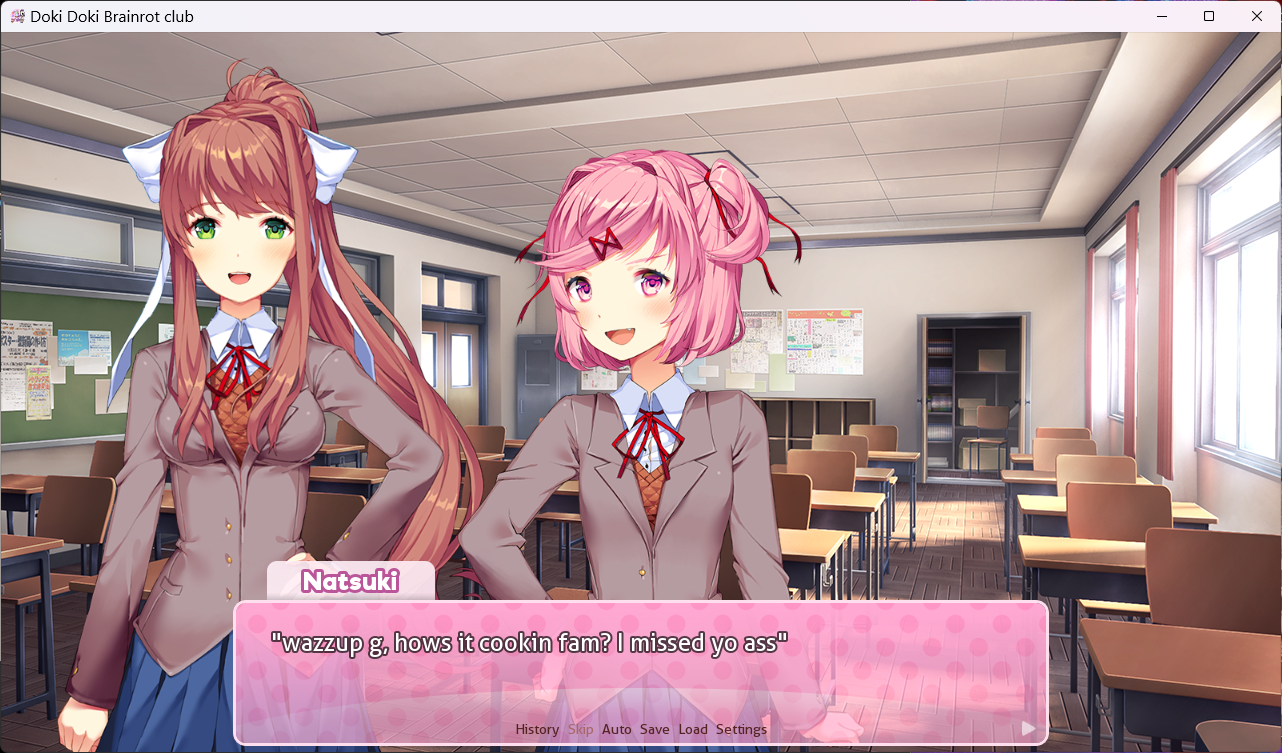 Doki Doki Brainrot club
Natsuki
"wazzup g, hows it cookin fam? I missed yo ass"
History Skip Auto Save Load Settings